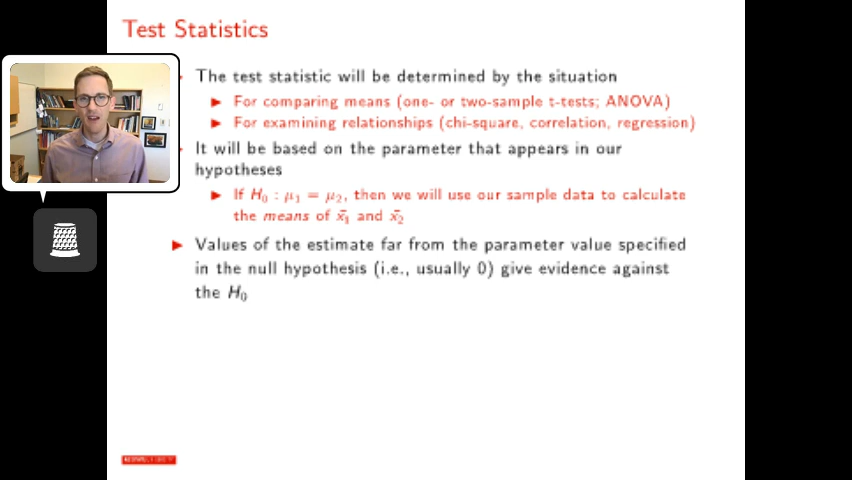 Test Statistics
The test statistic will be determined by the situation
► For comparing means (one- or two-sample t-tests; ANOVA)
► For examining relationships (chi-square, correlation, regression)
It will be based on the parameter that appears in our
hypotheses
► If H₀ : μ₁ = μ₂, then we will use our sample data to calculate
the means of x̄₁ and x̄₂
► Values of the estimate far from the parameter value specified
in the null hypothesis (i.e., usually 0) give evidence against
the H₀